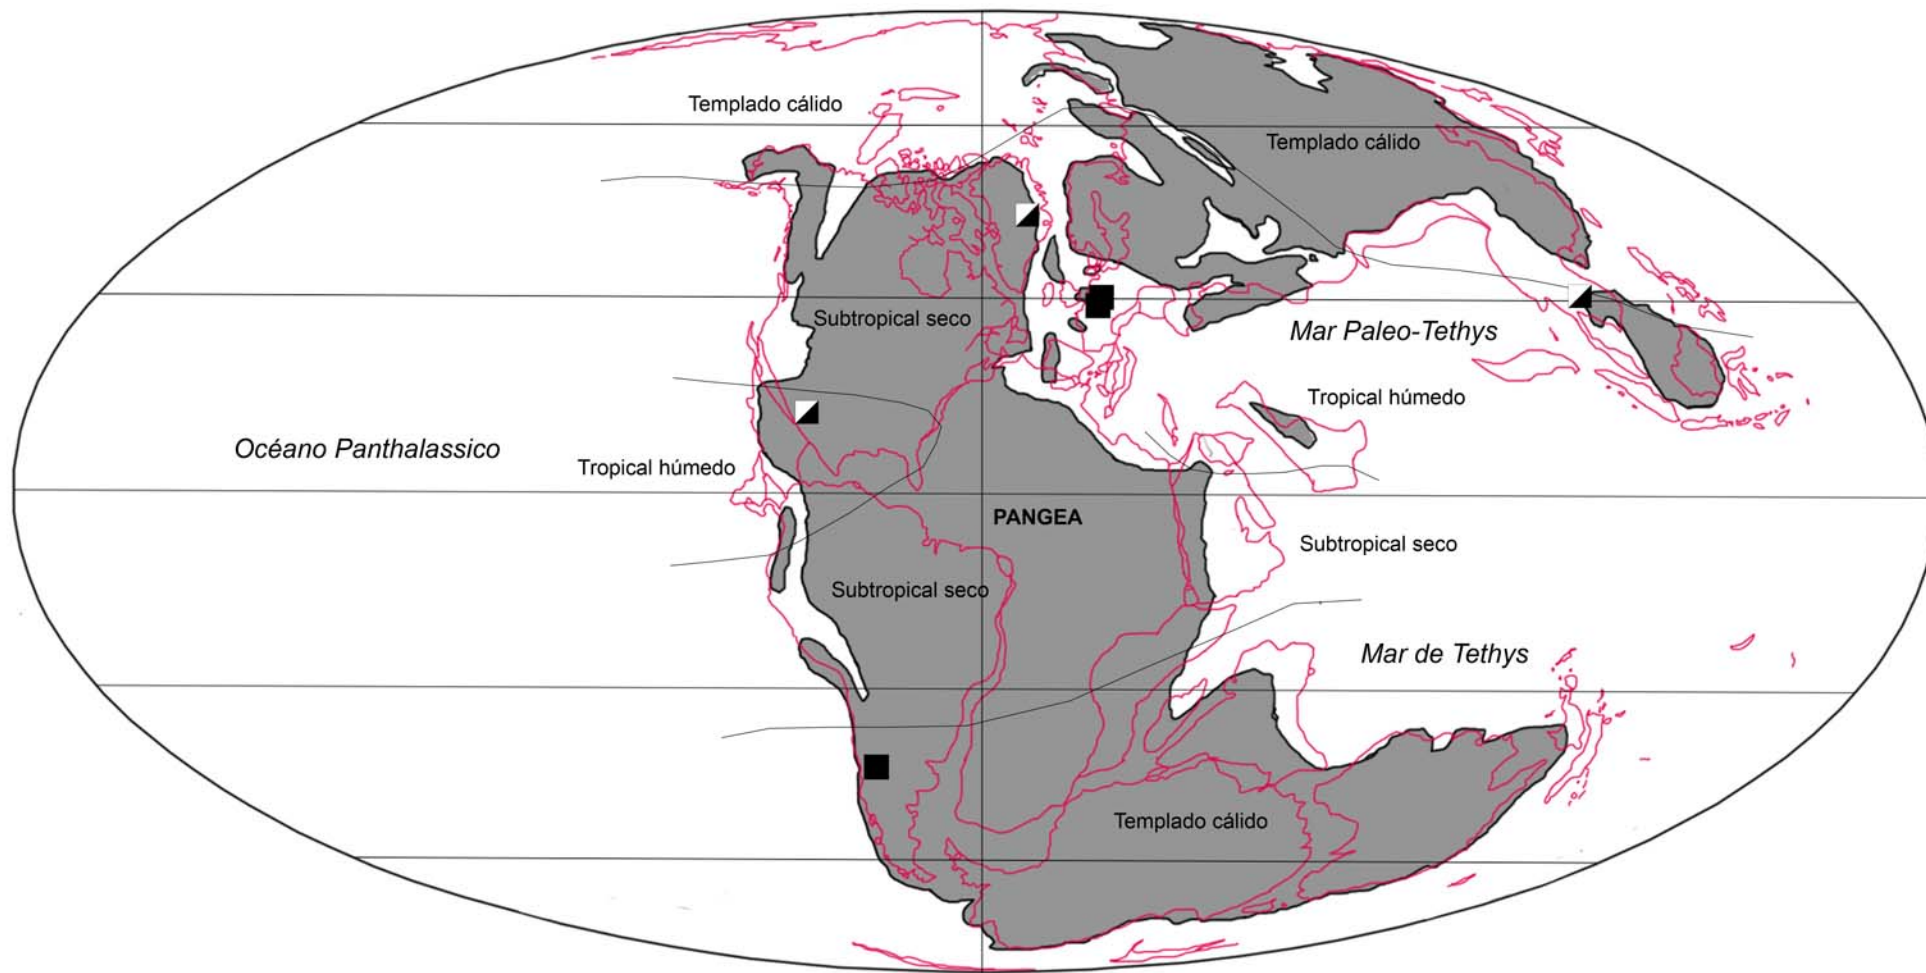 Templado cálido
Templado cálido
Subtropical seco
Mar Paleo-Tethys
Tropical húmedo
Océano Panthalassico
Tropical húmedo
PANGEA
Subtropical seco
Subtropical seco
Mar de Tethys
Templado cálido